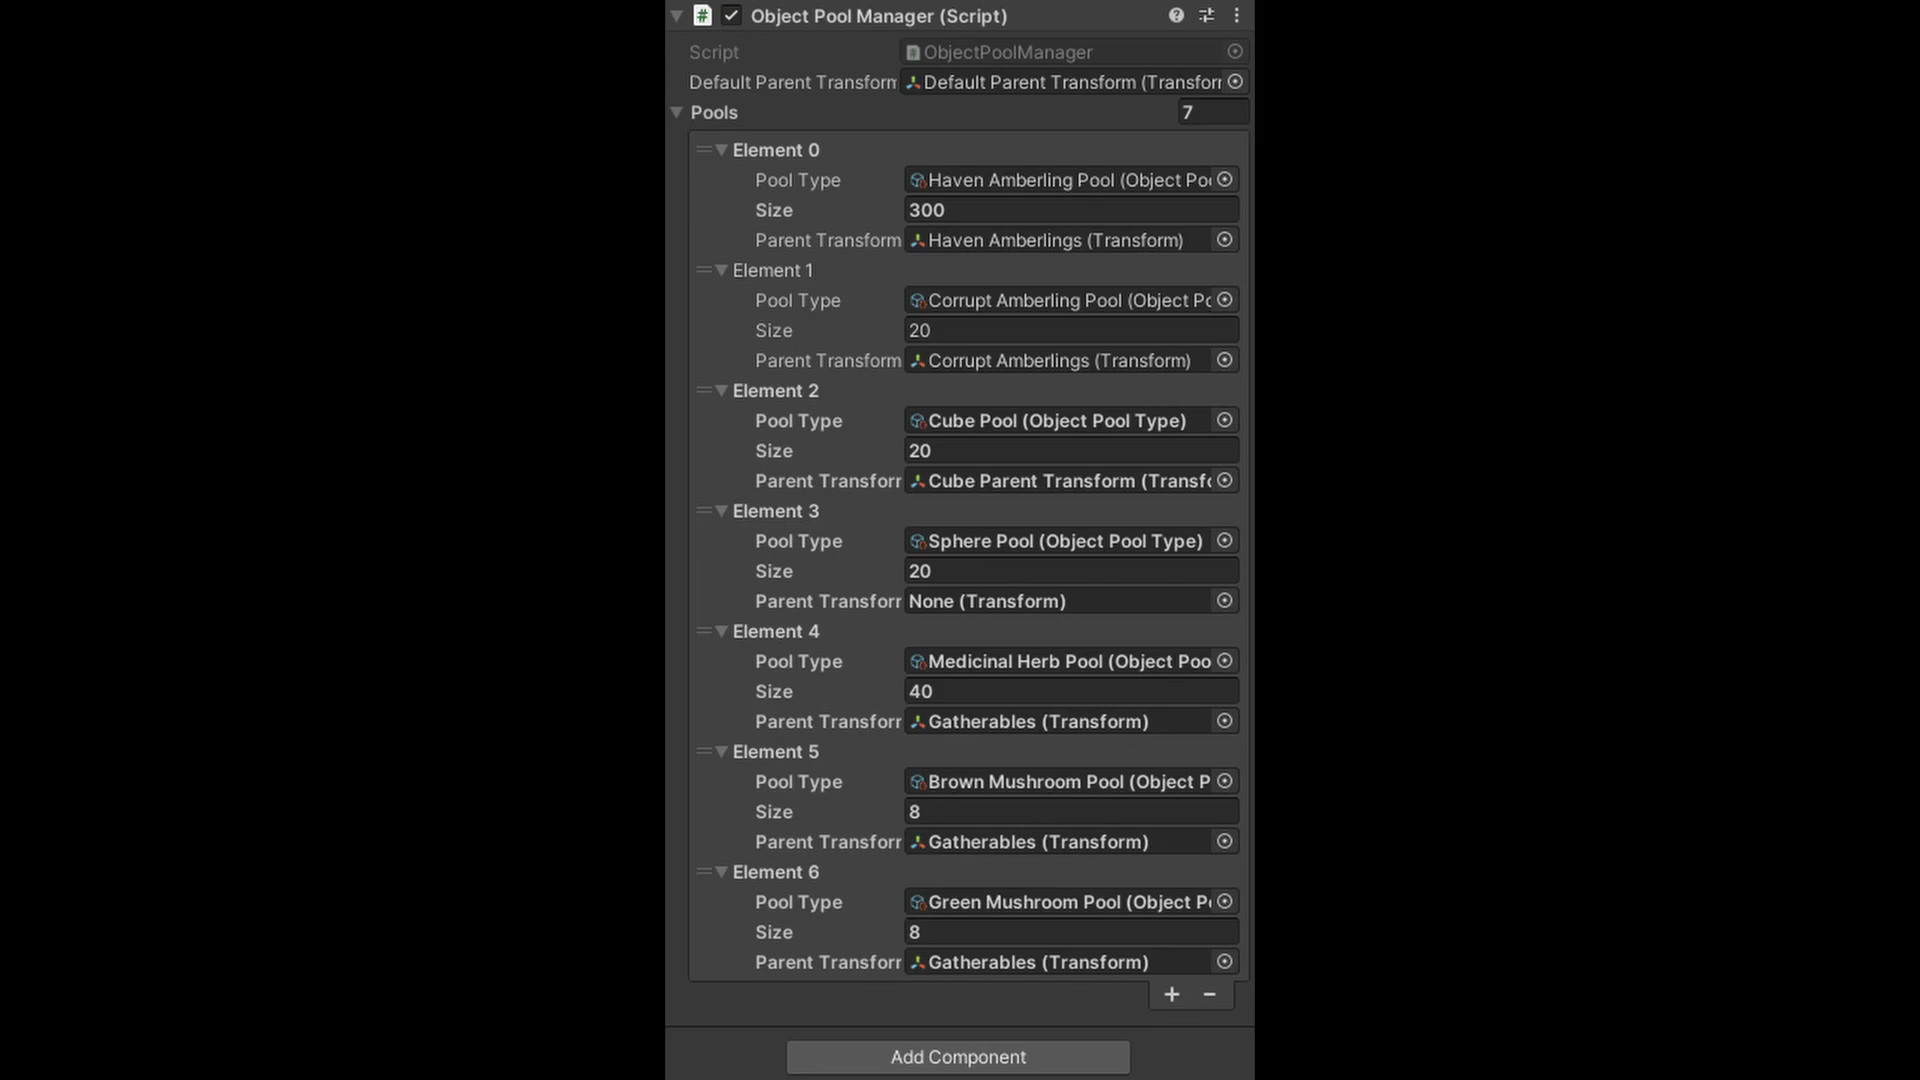 Object Pool Manager (Script)
Script ObjectPoolManager
Default Parent Transform Default Parent Transform (Transfor
Pools 7
Element 0
Pool Type Haven Amberling Pool (Object Po
Size 300
Parent Transform Haven Amberlings (Transform)
Element 1
Pool Type Corrupt Amberling Pool (Object Po
Size 20
Parent Transform Corrupt Amberlings (Transform)
Element 2
Pool Type Cube Pool (Object Pool Type)
Size 20
Parent Transforr Cube Parent Transform (Transfo
Element 3
Pool Type Sphere Pool (Object Pool Type)
Size 20
Parent Transforr None (Transform)
Element 4
Pool Type Medicinal Herb Pool (Object Poo
Size 40
Parent Transforr Gatherables (Transform)
Element 5
Pool Type Brown Mushroom Pool (Object P
Size 8
Parent Transforr Gatherables (Transform)
Element 6
Pool Type Green Mushroom Pool (Object P
Size 8
Parent Transforr Gatherables (Transform)
+ −
Add Component